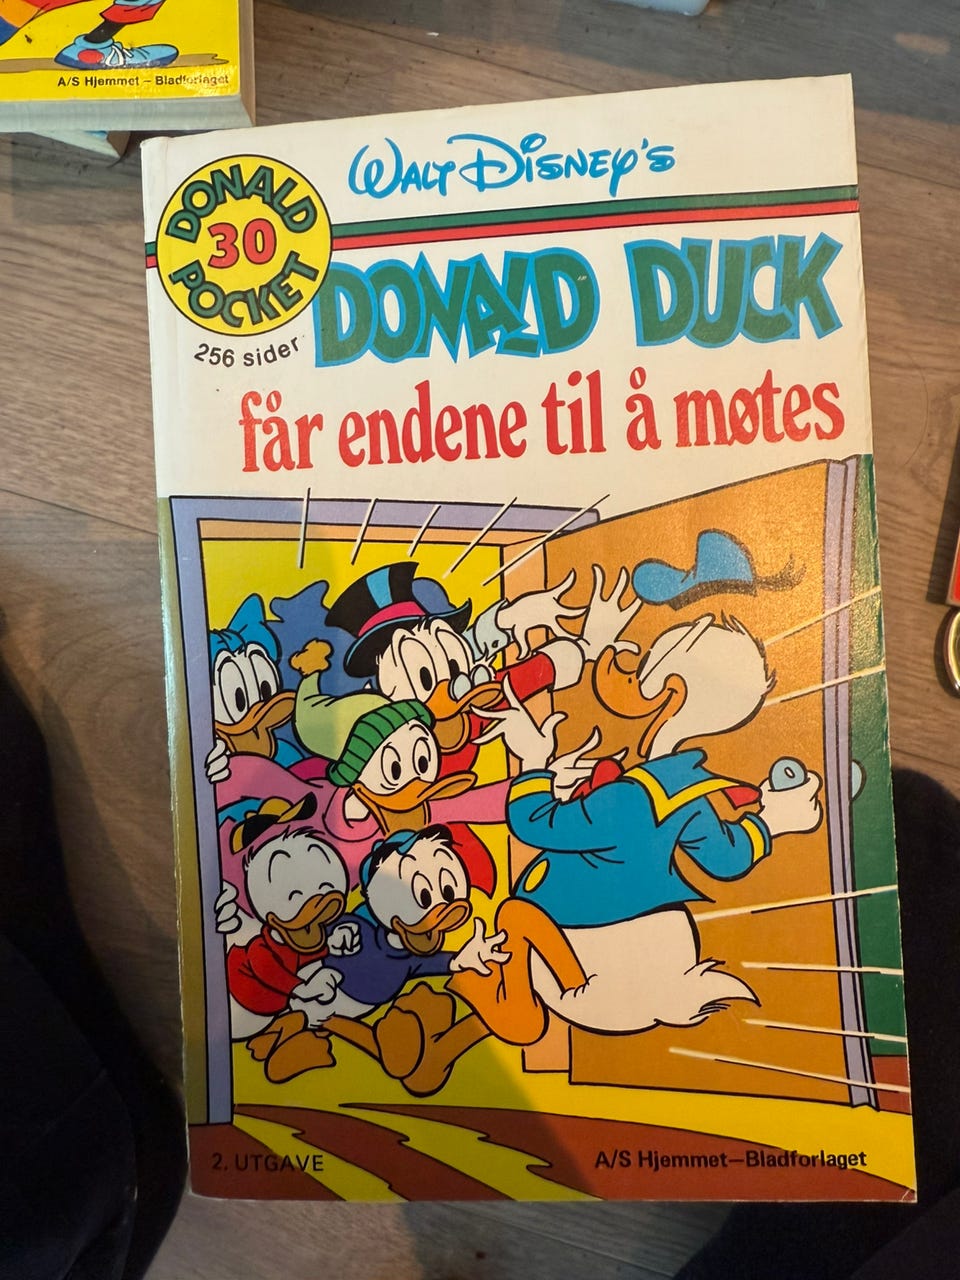 A/S Hjemmet – Bladforlaget
WALT DISNEY'S
DONALD
30
POCKET
256 sider
DONALD DUCK
får endene til å møtes
2. UTGAVE
A/S Hjemmet–Bladforlaget